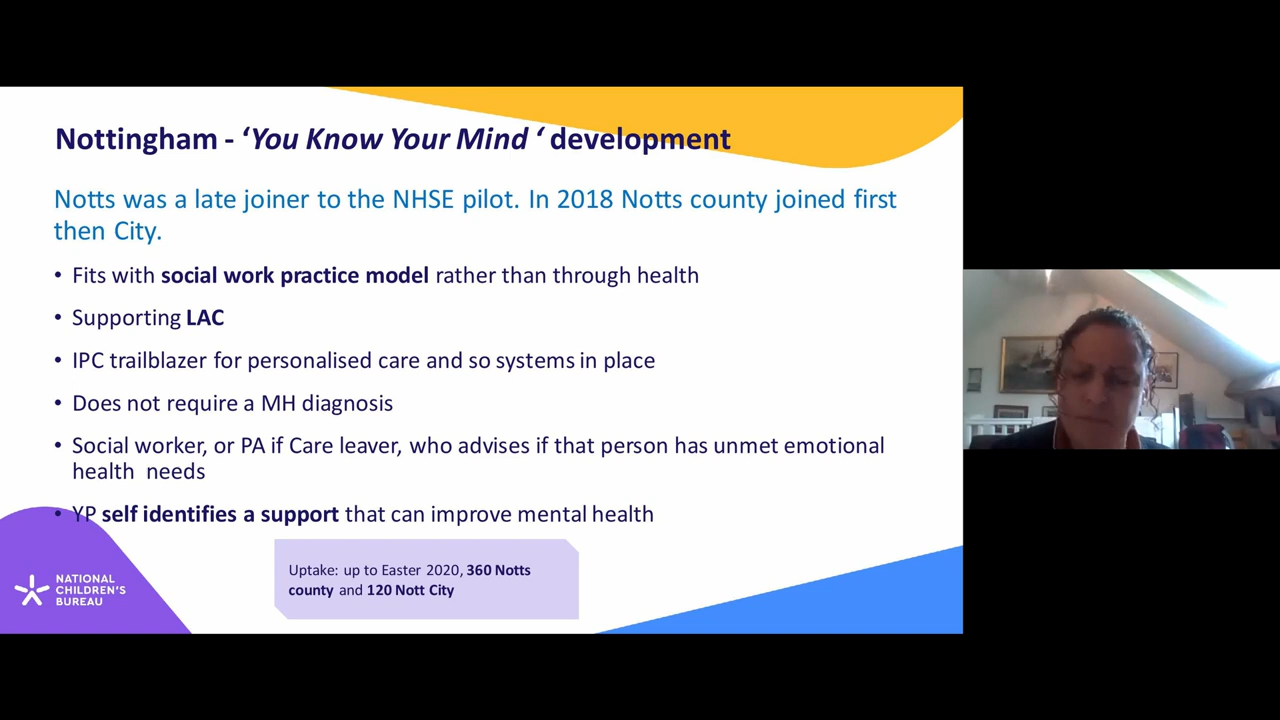 Nottingham - ‘You Know Your Mind ‘ development
Notts was a late joiner to the NHSE pilot. In 2018 Notts county joined first
then City.
• Fits with social work practice model rather than through health
• Supporting LAC
• IPC trailblazer for personalised care and so systems in place
• Does not require a MH diagnosis
• Social worker, or PA if Care leaver, who advises if that person has unmet emotional
health  needs
• YP self identifies a support that can improve mental health
Uptake: up to Easter 2020, 360 Notts
county and 120 Nott City
NATIONAL
CHILDREN'S
BUREAU